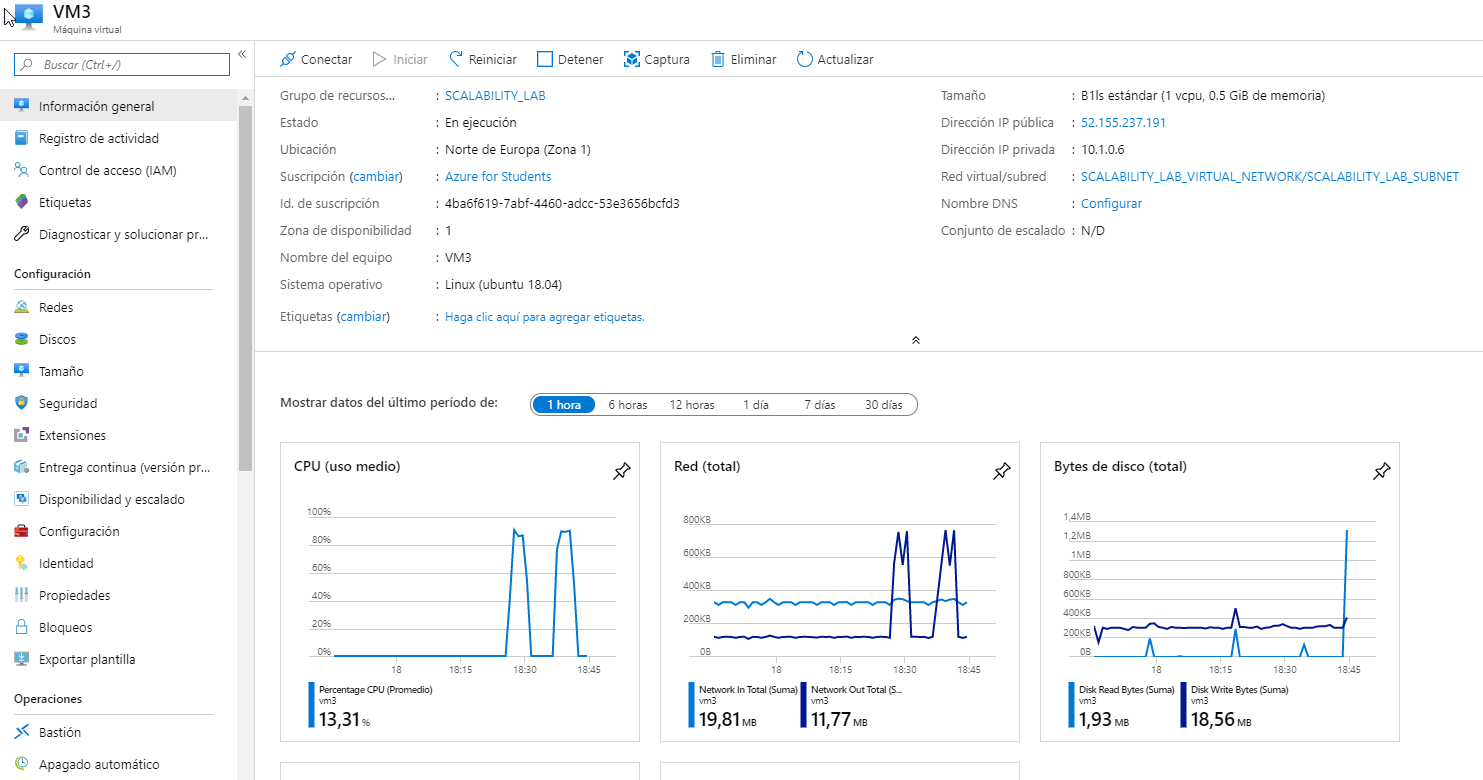 VM3
Máquina virtual
Buscar (Ctrl+/)
«
Información general
Registro de actividad
Control de acceso (IAM)
Etiquetas
Diagnosticar y solucionar pr...
Configuración
Redes
Discos
Tamaño
Seguridad
Extensiones
Entrega continua (versión pr...
Disponibilidad y escalado
Configuración
Identidad
Propiedades
Bloqueos
Exportar plantilla
Operaciones
Bastión
Apagado automático
Conectar Iniciar Reiniciar Detener Captura Eliminar Actualizar
Grupo de recursos... : SCALABILITY_LAB
Estado : En ejecución
Ubicación : Norte de Europa (Zona 1)
Suscripción (cambiar) : Azure for Students
Id. de suscripción : 4ba6f619-7abf-4460-adcc-53e3656bcfd3
Zona de disponibilidad : 1
Nombre del equipo : VM3
Sistema operativo : Linux (ubuntu 18.04)
Etiquetas (cambiar) : Haga clic aquí para agregar etiquetas.
Tamaño : B1ls estándar (1 vcpu, 0.5 GiB de memoria)
Dirección IP pública : 52.155.237.191
Dirección IP privada : 10.1.0.6
Red virtual/subred : SCALABILITY_LAB_VIRTUAL_NETWORK/SCALABILITY_LAB_SUBNET
Nombre DNS : Configurar
Conjunto de escalado : N/D
Mostrar datos del último período de: 1 hora 6 horas 12 horas 1 día 7 días 30 días
CPU (uso medio)
100%
80%
60%
40%
20%
0%
18 18:15 18:30 18:45
Percentage CPU (Promedio)
vm3
13,31 %
Red (total)
800KB
600KB
400KB
200KB
0B
18 18:15 18:30 18:45
Network In Total (Suma)
vm3
19,81 MB
Network Out Total (S...
vm3
11,77 MB
Bytes de disco (total)
1,4MB
1,2MB
1MB
800KB
600KB
400KB
200KB
0B
18 18:15 18:30 18:45
Disk Read Bytes (Suma)
vm3
1,93 MB
Disk Write Bytes (Suma)
vm3
18,56 MB